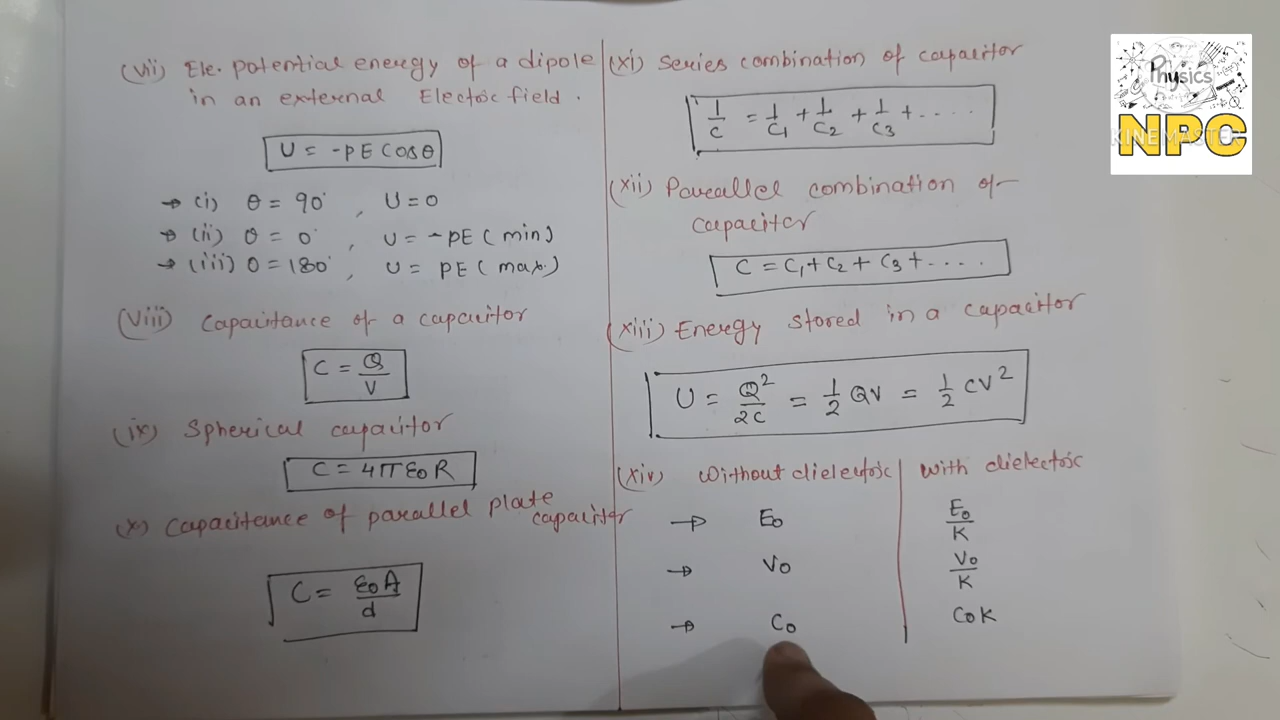 (vii) Ele. potential energy of a dipole
in an external Electric field.
U = -pE Cosθ
→ (i) θ = 90°, U = 0
→ (ii) θ = 0°, U = -pE (min)
→ (iii) θ = 180°, U = pE (max.)
(viii) Capacitance of a capacitor
C = Q/V
(ix) Spherical capacitor
C = 4πε₀R
(x) Capacitance of parallel plate
capacitor
C = ε₀A/d
(xi) Series combination of capacitor
1/C = 1/C₁ + 1/C₂ + 1/C₃ + ....
(xii) Parallel combination of
capacitor
C = C₁ + C₂ + C₃ + ....
(xiii) Energy stored in a capacitor
U = Q²/2C = 1/2 QV = 1/2 CV²
(xiv) Without dielectric | With dielectric
→ E₀ E₀/K
→ V₀ V₀/K
→ C₀ C₀K
Physics
KINEMASTER
NPC